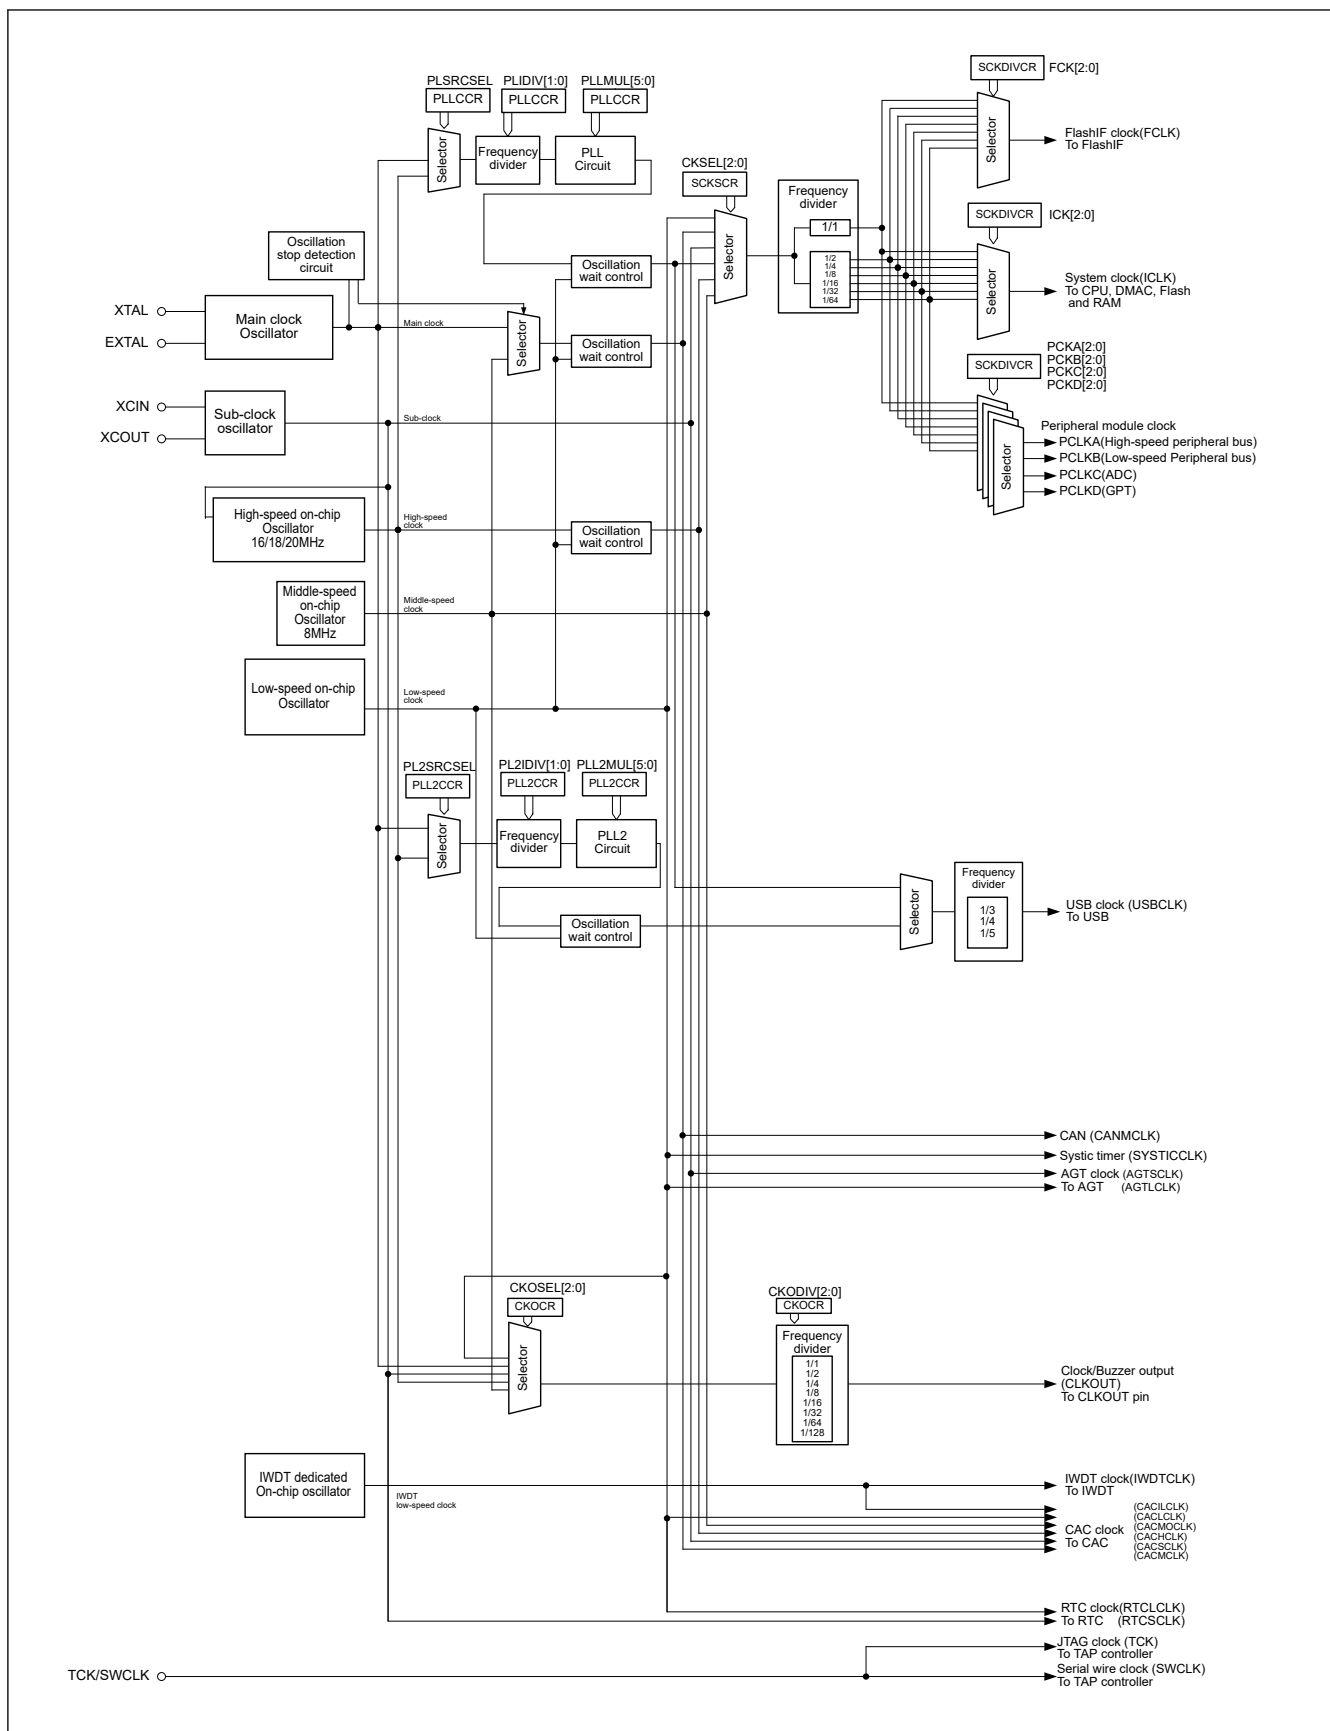 PLSRCSEL
PLLCCR
PLIDIV[1:0]
PLLCCR
PLLMUL[5:0]
PLLCCR
Selector
Frequency
divider
PLL
Circuit
CKSEL[2:0]
SCKSCR
Selector
Frequency
divider
1/1
1/2
1/4
1/8
1/16
1/32
1/64
SCKDIVCR
FCK[2:0]
Selector
FlashIF clock(FCLK)
To FlashIF
SCKDIVCR
ICK[2:0]
Selector
System clock(ICLK)
To CPU, DMAC, Flash
and RAM
SCKDIVCR
PCKA[2:0]
PCKB[2:0]
PCKC[2:0]
PCKD[2:0]
Selector
Peripheral module clock
PCLKA(High-speed peripheral bus)
PCLKB(Low-speed Peripheral bus)
PCLKC(ADC)
PCLKD(GPT)
Oscillation
stop detection
circuit
Oscillation
wait control
XTAL
EXTAL
Main clock
Oscillator
Main clock
Selector
Oscillation
wait control
XCIN
XCOUT
Sub-clock
oscillator
Sub-clock
High-speed on-chip
Oscillator
16/18/20MHz
High-speed
clock
Oscillation
wait control
Middle-speed
on-chip
Oscillator
8MHz
Middle-speed
clock
Low-speed on-chip
Oscillator
Low-speed
clock
PL2SRCSEL
PLL2CCR
PL2IDIV[1:0]
PLL2CCR
PLL2MUL[5:0]
PLL2CCR
Selector
Frequency
divider
PLL2
Circuit
Oscillation
wait control
Selector
Frequency
divider
1/3
1/4
1/5
USB clock (USBCLK)
To USB
CAN (CANMCLK)
Systic timer (SYSTICCLK)
AGT clock (AGTSCLK)
To AGT (AGTLCLK)
CKOSEL[2:0]
CKOCR
Selector
CKODIV[2:0]
CKOCR
Frequency
divider
1/1
1/2
1/4
1/8
1/16
1/32
1/64
1/128
Clock/Buzzer output
(CLKOUT)
To CLKOUT pin
IWDT dedicated
On-chip oscillator
IWDT
low-speed clock
IWDT clock(IWDTCLK)
To IWDT
CAC clock
To CAC
(CACILCLK)
(CACLCLK)
(CACMOCLK)
(CACHCLK)
(CACSCLK)
(CACMCLK)
RTC clock(RTCLCLK)
To RTC (RTCSCLK)
TCK/SWCLK
JTAG clock (TCK)
To TAP controller
Serial wire clock (SWCLK)
To TAP controller